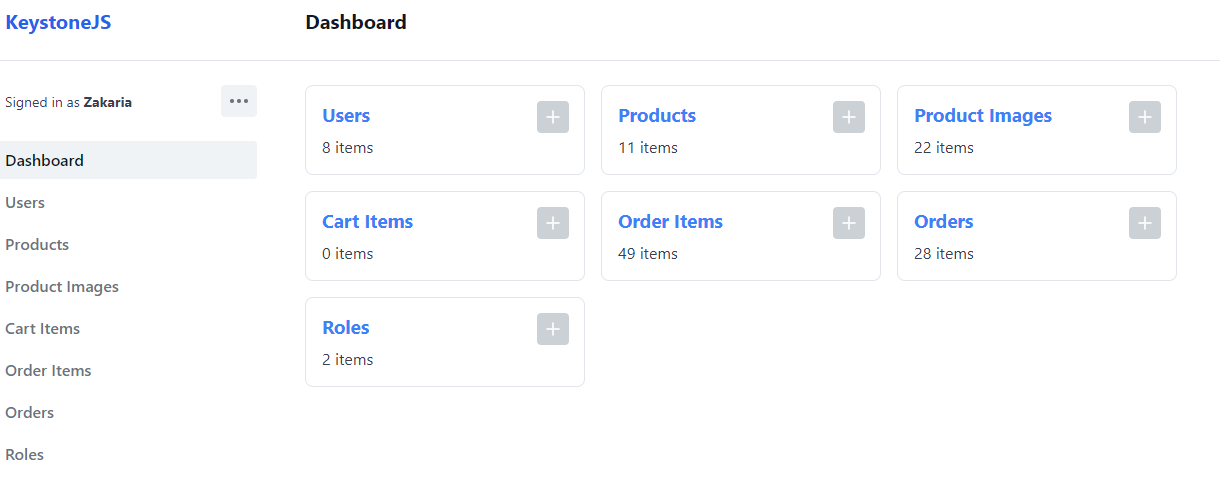 KeystoneJS
Dashboard
Signed in as Zakaria
Dashboard
Users
Products
Product Images
Cart Items
Order Items
Orders
Roles
Users
8 items
Products
11 items
Product Images
22 items
Cart Items
0 items
Order Items
49 items
Orders
28 items
Roles
2 items